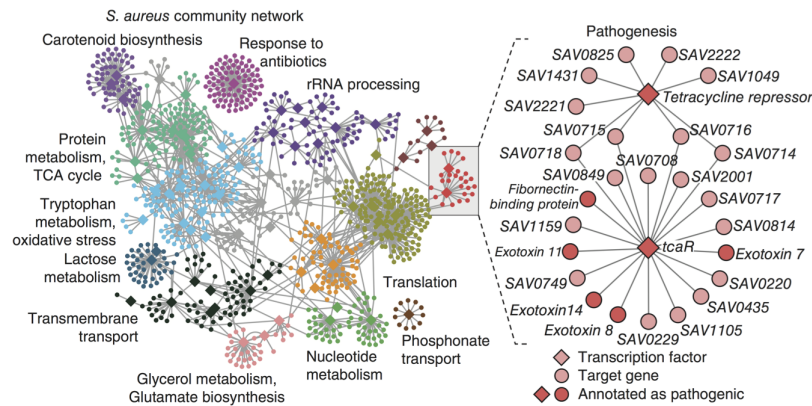 S. aureus community network
Carotenoid biosynthesis
Response to
antibiotics
rRNA processing
Protein
metabolism,
TCA cycle
Tryptophan
metabolism,
oxidative stress
Lactose
metabolism
Transmembrane
transport
Glycerol metabolism,
Glutamate biosynthesis
Nucleotide
metabolism
Translation
Phosphonate
transport
Pathogenesis
SAV0825
SAV2222
SAV1431
SAV1049
Tetracycline repressor
SAV2221
SAV0715
SAV0716
SAV0718
SAV0708
SAV0714
SAV0849
SAV2001
Fibornectin-
binding protein
SAV0717
SAV1159
SAV0814
tcaR
Exotoxin 11
Exotoxin 7
SAV0749
SAV0220
Exotoxin14
SAV0435
Exotoxin 8
SAV1105
SAV0229
Transcription factor
Target gene
Annotated as pathogenic